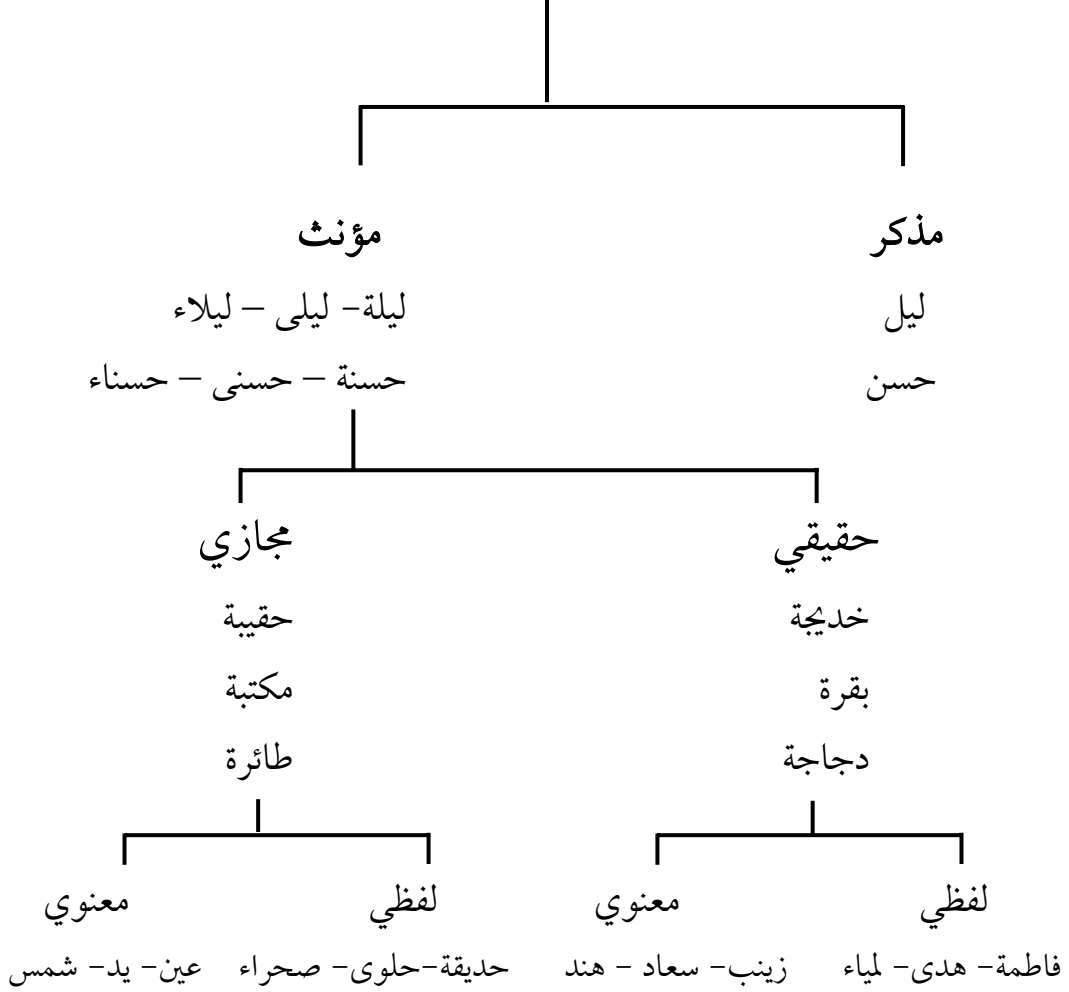 مذكر
ليل
حسن
مؤنث
ليلة- ليلى – ليلاء
حسنة – حسنى – حسناء
حقيقي
خديجة
بقرة
دجاجة
مجازي
حقيبة
مكتبة
طائرة
لفظي
فاطمة- هدى- لمياء
معنوي
زينب- سعاد - هند
لفظي
حديقة-حلوى- صحراء
معنوي
عين- يد- شمس